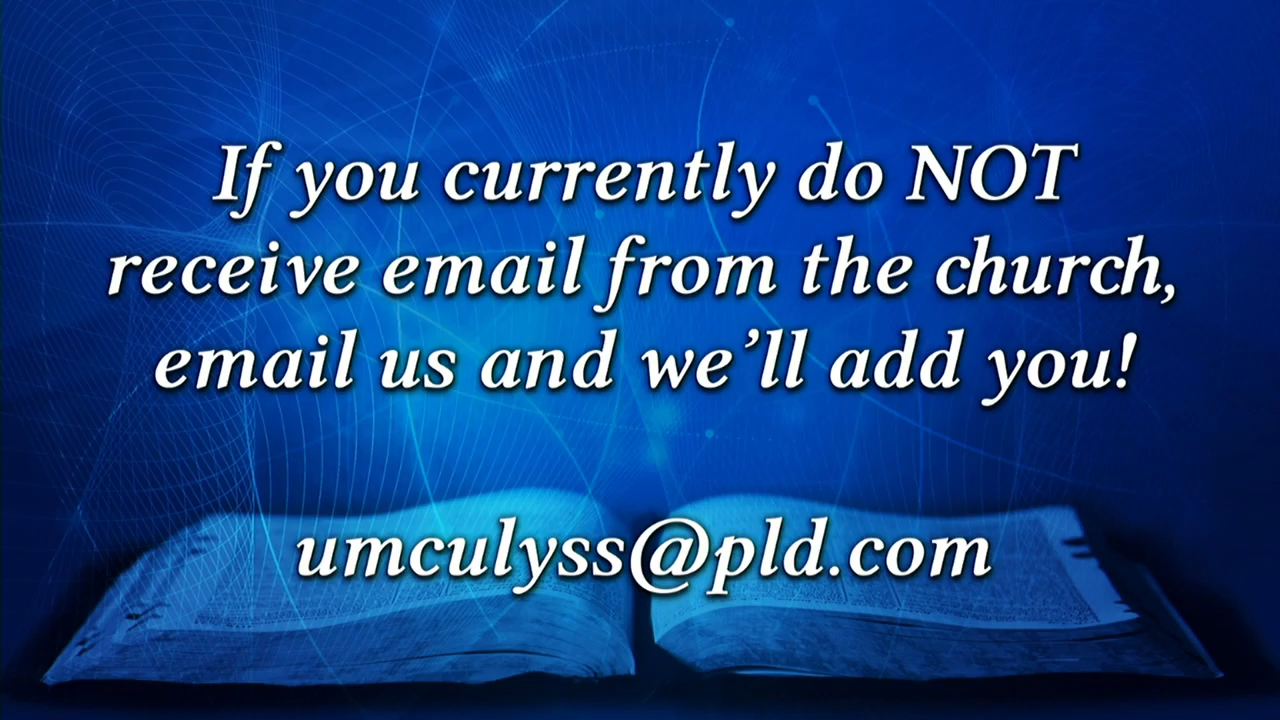 If you currently do NOT
receive email from the church,
email us and we’ll add you!
umculyss@pld.com